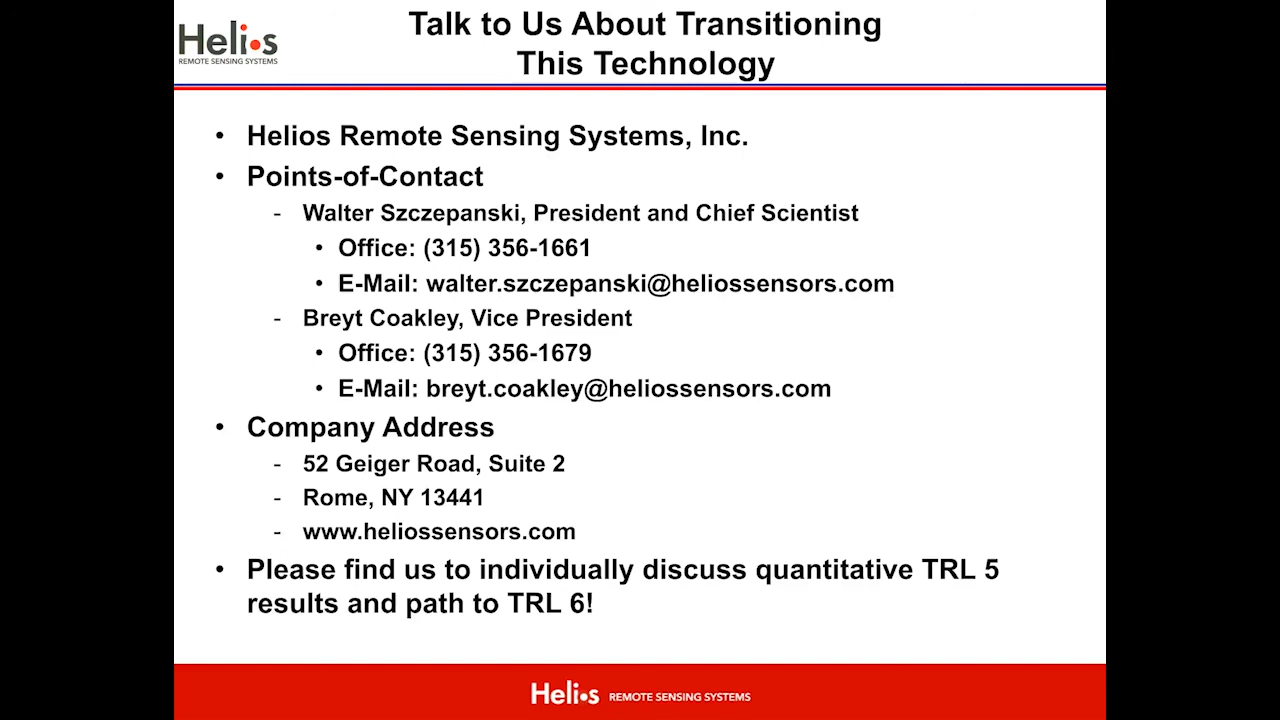 Helios
REMOTE SENSING SYSTEMS
Talk to Us About Transitioning
This Technology
• Helios Remote Sensing Systems, Inc.
• Points-of-Contact
- Walter Szczepanski, President and Chief Scientist
• Office: (315) 356-1661
• E-Mail: walter.szczepanski@heliossensors.com
- Breyt Coakley, Vice President
• Office: (315) 356-1679
• E-Mail: breyt.coakley@heliossensors.com
• Company Address
- 52 Geiger Road, Suite 2
- Rome, NY 13441
- www.heliossensors.com
• Please find us to individually discuss quantitative TRL 5
results and path to TRL 6!
Helios REMOTE SENSING SYSTEMS